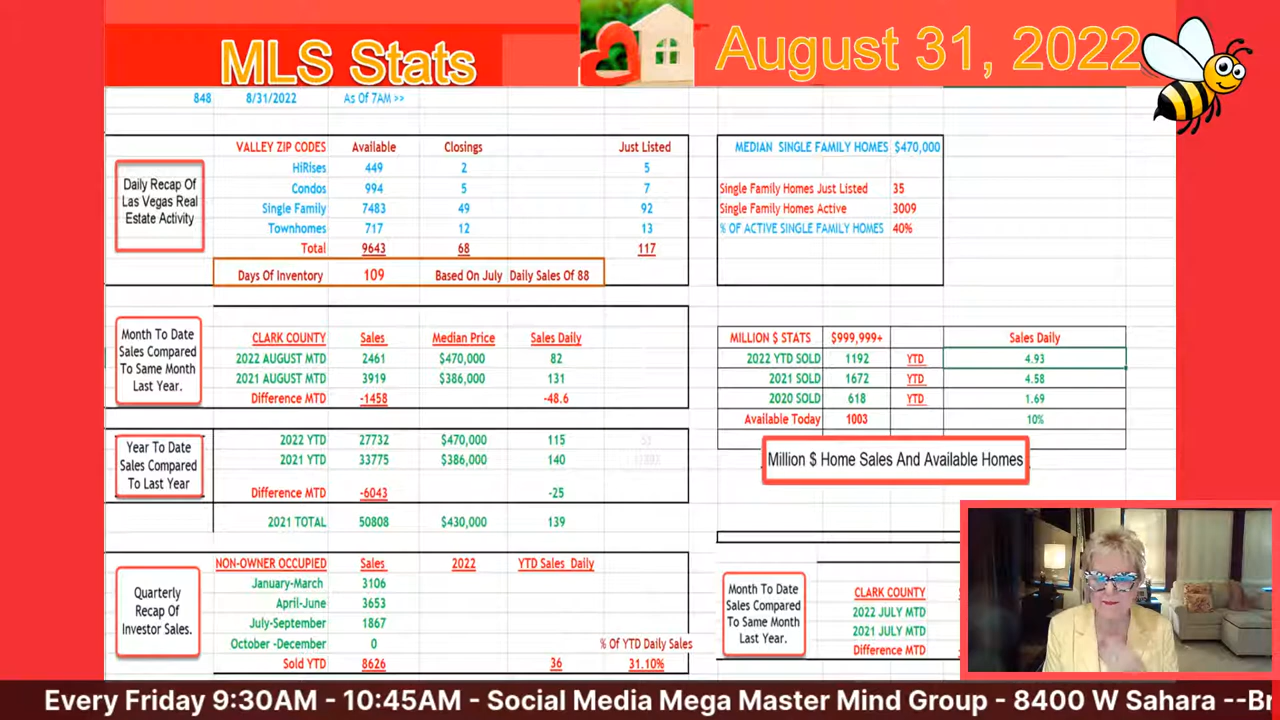 MLS Stats
August 31, 2022
848 8/31/2022 As Of 7AM >>
Daily Recap Of
Las Vegas Real
Estate Activity
VALLEY ZIP CODES Available Closings Just Listed
HiRises 449 2 5
Condos 994 5 7
Single Family 7483 49 92
Townhomes 717 12 13
Total 9643 68 117
Days Of Inventory 109 Based On July Daily Sales Of 88
MEDIAN SINGLE FAMILY HOMES $470,000
Single Family Homes Just Listed 35
Single Family Homes Active 3009
% OF ACTIVE SINGLE FAMILY HOMES 40%
Month To Date
Sales Compared
To Same Month
Last Year.
CLARK COUNTY Sales Median Price Sales Daily
2022 AUGUST MTD 2461 $470,000 82
2021 AUGUST MTD 3919 $386,000 131
Difference MTD -1458 -48.6
MILLION $ STATS $999,999+ Sales Daily
2022 YTD SOLD 1192 YTD 4.93
2021 SOLD 1672 YTD 4.58
2020 SOLD 618 YTD 1.69
Available Today 1003 10%
Million $ Home Sales And Available Homes
Year To Date
Sales Compared
To Last Year
2022 YTD 27732 $470,000 115
2021 YTD 33775 $386,000 140
Difference MTD -6043 -25
2021 TOTAL 50808 $430,000 139
Quarterly
Recap Of
Investor Sales.
NON-OWNER OCCUPIED Sales 2022 YTD Sales Daily
January-March 3106
April-June 3653
July-September 1867
October -December 0 % Of YTD Daily Sales
Sold YTD 8626 36 31.10%
Month To Date
Sales Compared
To Same Month
Last Year.
CLARK COUNTY
2022 JULY MTD
2021 JULY MTD
Difference MTD
Every Friday 9:30AM - 10:45AM - Social Media Mega Master Mind Group - 8400 W Sahara --Br